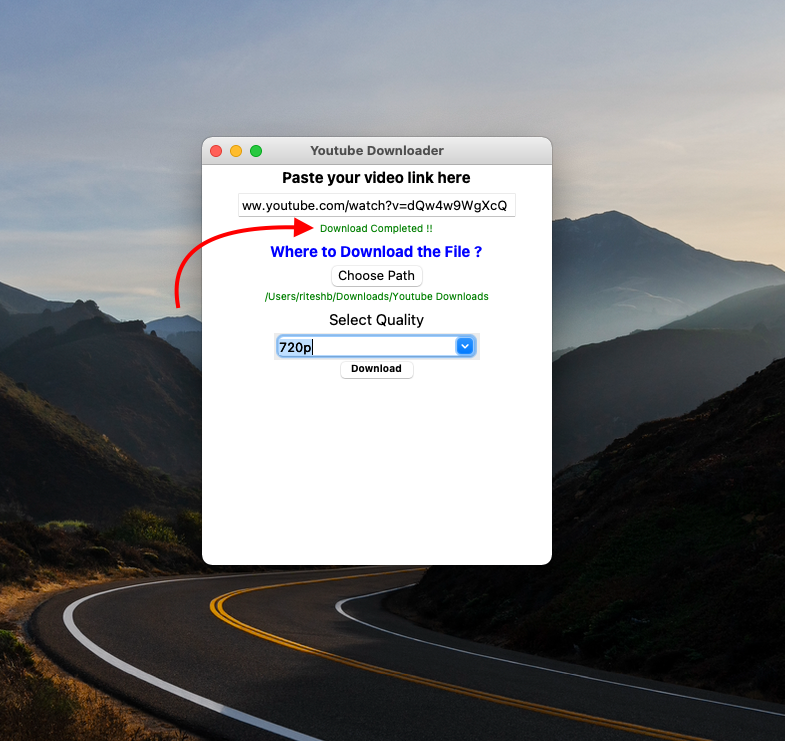 Youtube Downloader
Paste your video link here
ww.youtube.com/watch?v=dQw4w9WgXcQ
Download Completed !!
Where to Download the File ?
Choose Path
/Users/riteshb/Downloads/Youtube Downloads
Select Quality
720p
Download